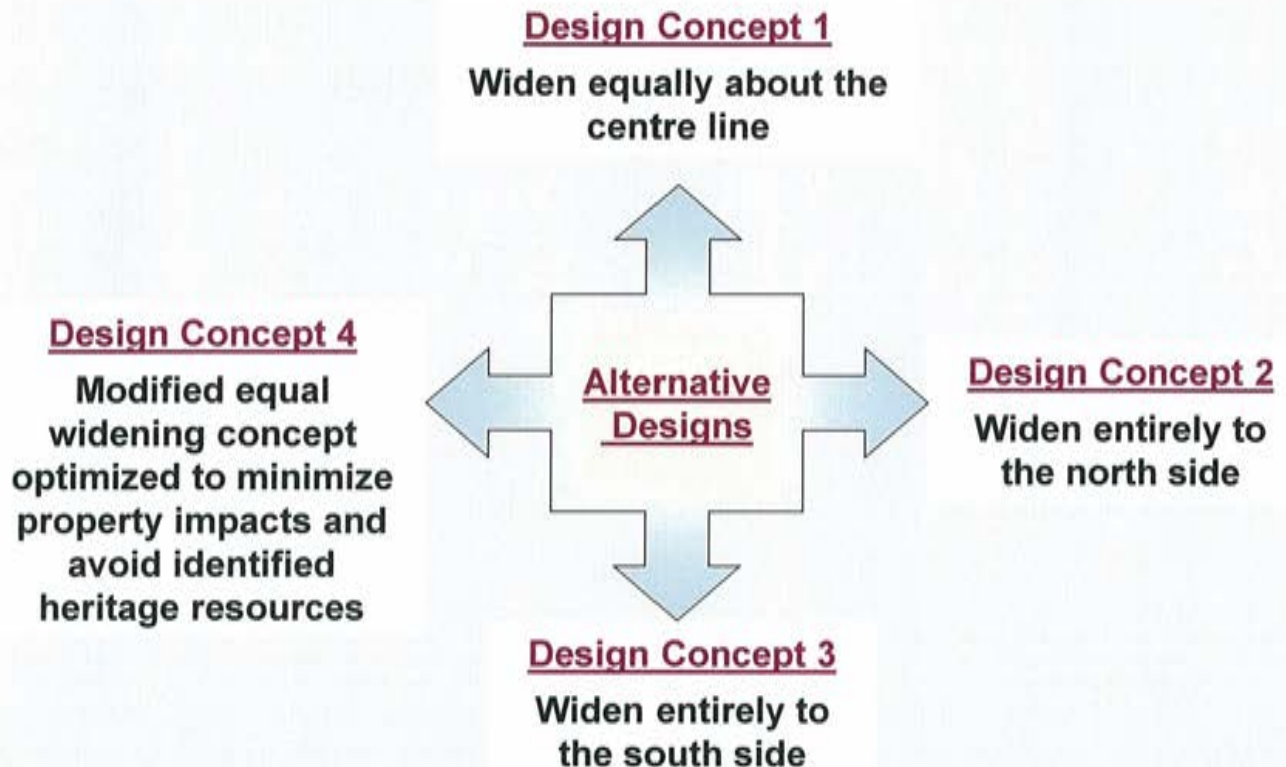 Design Concept 1
Widen equally about the
centre line
Design Concept 4
Modified equal
widening concept
optimized to minimize
property impacts and
avoid identified
heritage resources
Alternative
Designs
Design Concept 2
Widen entirely to
the north side
Design Concept 3
Widen entirely to
the south side